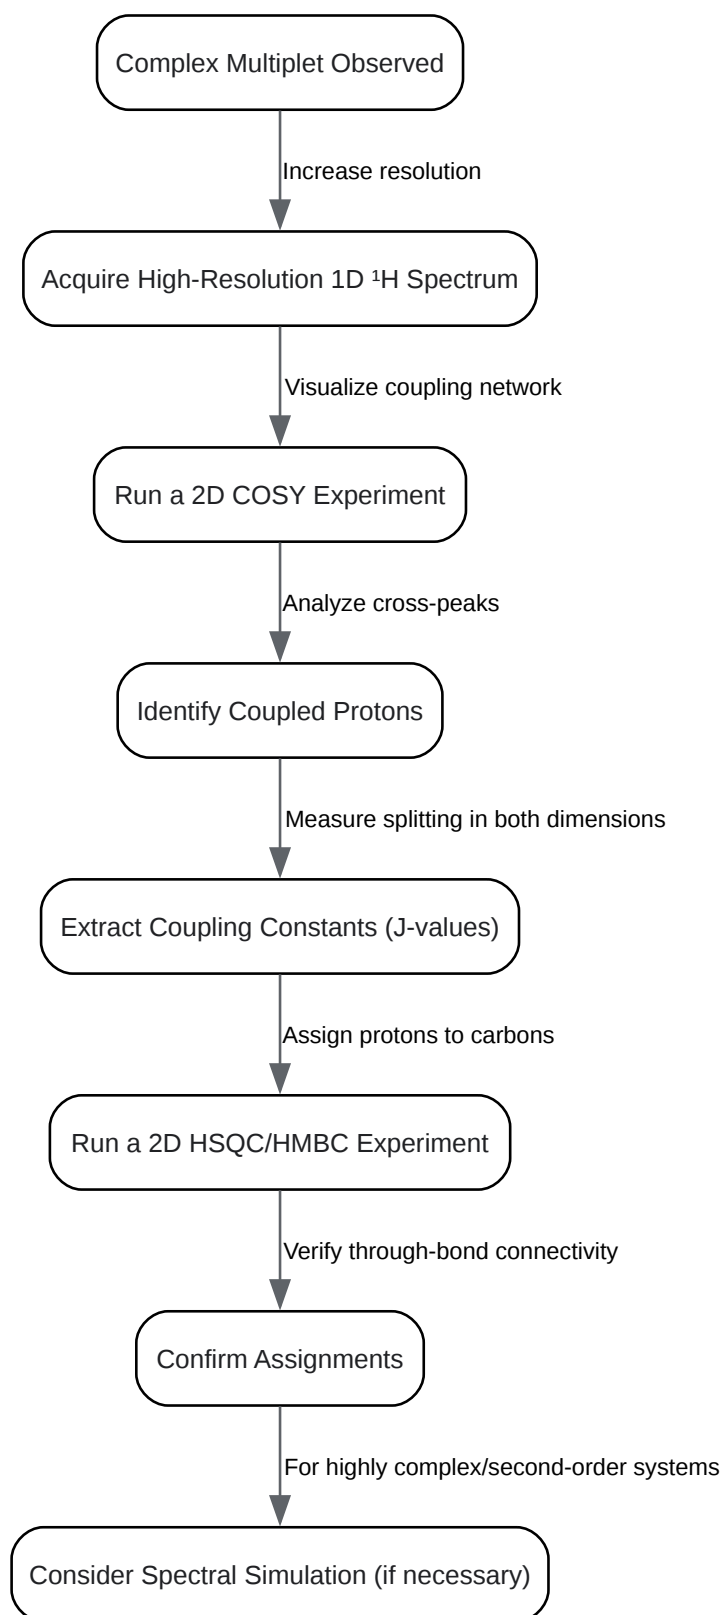 Complex Multiplet Observed
Increase resolution
Acquire High-Resolution 1D ¹H Spectrum
Visualize coupling network
Run a 2D COSY Experiment
Analyze cross-peaks
Identify Coupled Protons
Measure splitting in both dimensions
Extract Coupling Constants (J-values)
Assign protons to carbons
Run a 2D HSQC/HMBC Experiment
Verify through-bond connectivity
Confirm Assignments
For highly complex/second-order systems
Consider Spectral Simulation (if necessary)